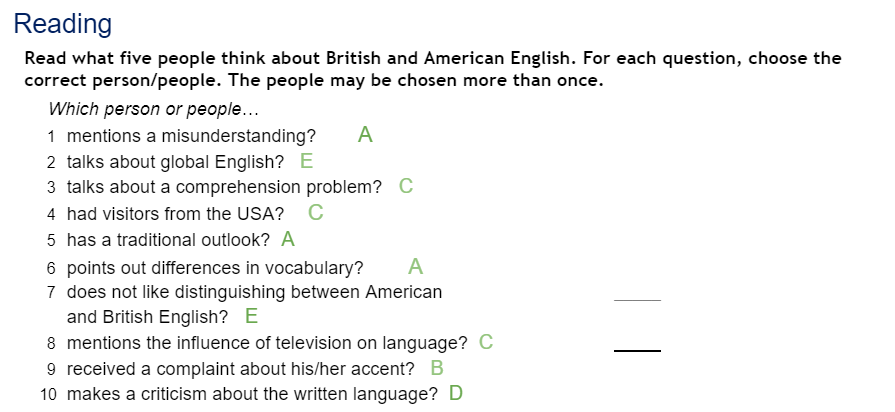 Reading
Read what five people think about British and American English. For each question, choose the
correct person/people. The people may be chosen more than once.
Which person or people…
1 mentions a misunderstanding? A
2 talks about global English? E
3 talks about a comprehension problem? C
4 had visitors from the USA? C
5 has a traditional outlook? A
6 points out differences in vocabulary? A
7 does not like distinguishing between American
and British English? E
8 mentions the influence of television on language? C
9 received a complaint about his/her accent? B
10 makes a criticism about the written language? D